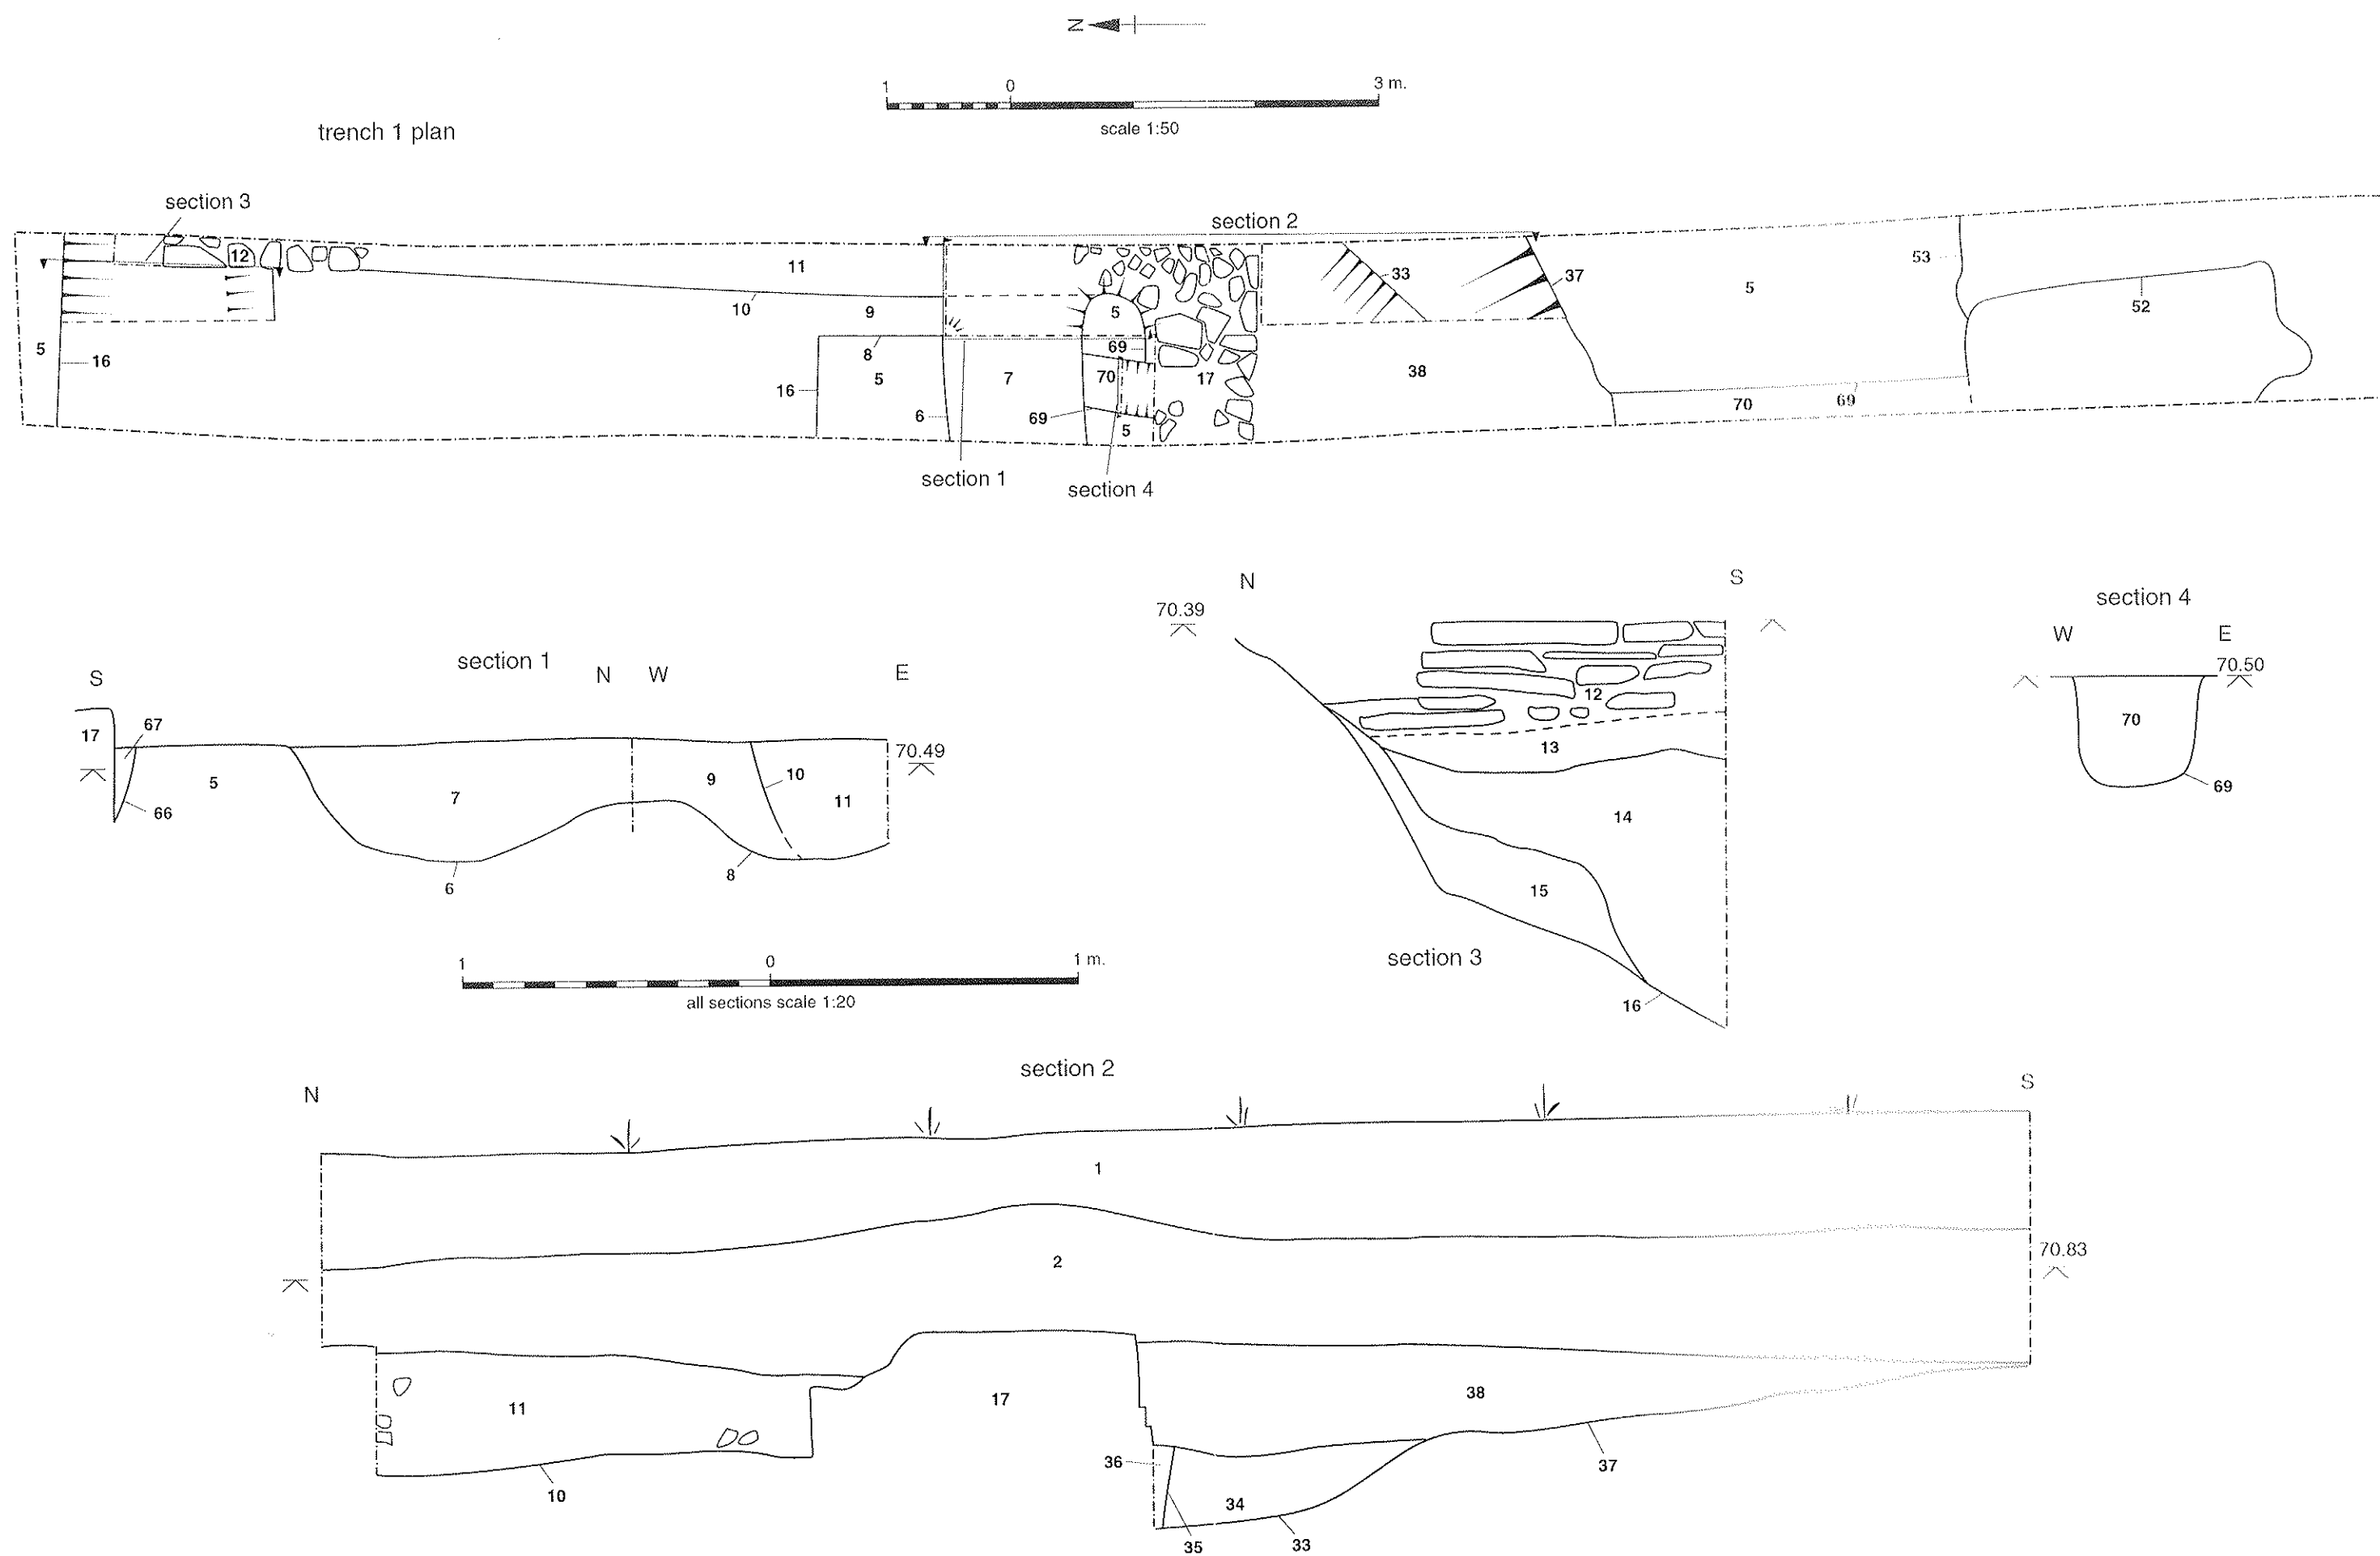 N
1 0 3 m.
scale 1:50
trench 1 plan
section 3
section 2
12
11
53
33
37
5
52
10
9
5
5
16
8
69
16
5
7
70
17
38
6
69
5
70
69
section 1
section 4
N
S
70.39
section 4
W
E
70.50
section 1
S
N
W
E
67
17
70.49
12
70
5
9
10
13
7
11
66
69
14
6
8
15
section 3
1 0 1 m.
all sections scale 1:20
16
section 2
N
S
1
2
70.83
17
38
11
36
37
10
34
35
33